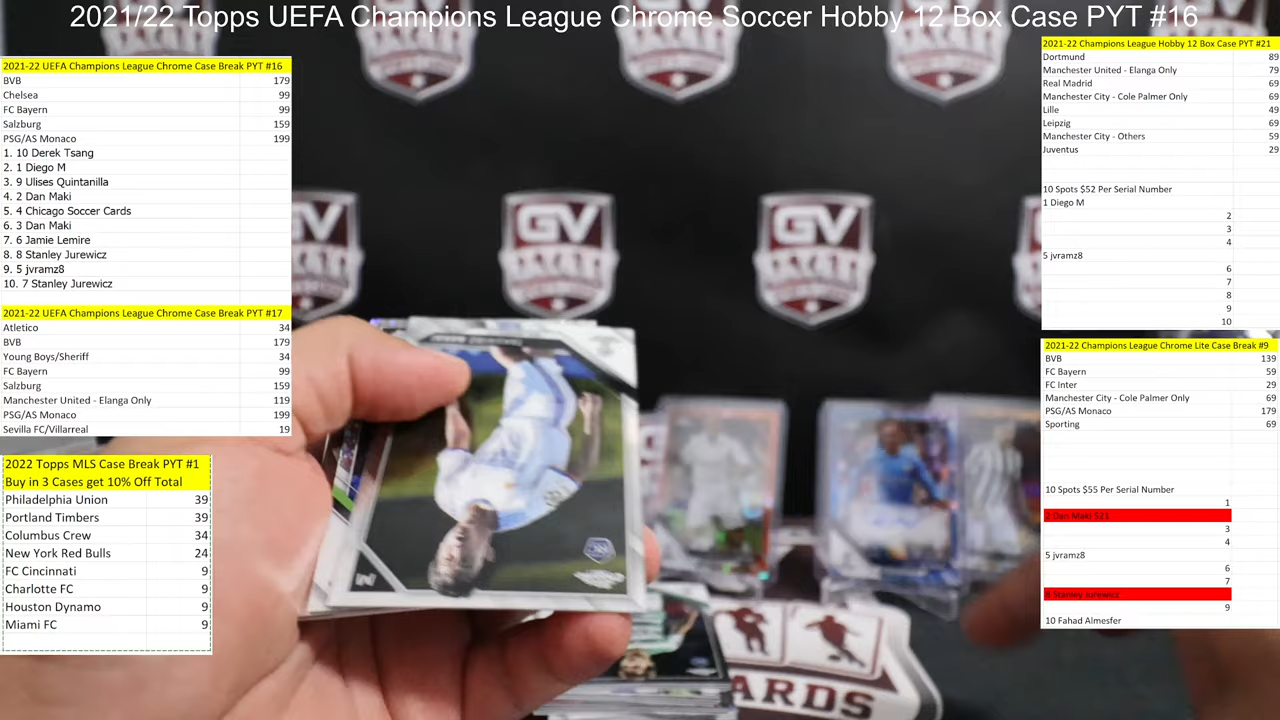 2021/22 Topps UEFA Champions League Chrome Soccer Hobby 12 Box Case PYT #16
2021-22 UEFA Champions League Chrome Case Break PYT #16
BVB 179
Chelsea 99
FC Bayern 99
Salzburg 159
PSG/AS Monaco 199
1. 10 Derek Tsang
2. 1 Diego M
3. 9 Ulises Quintanilla
4. 2 Dan Maki
5. 4 Chicago Soccer Cards
6. 3 Dan Maki
7. 6 Jamie Lemire
8. 8 Stanley Jurewicz
9. 5 jvramz8
10. 7 Stanley Jurewicz
2021-22 UEFA Champions League Chrome Case Break PYT #17
Atletico 34
BVB 179
Young Boys/Sheriff 34
FC Bayern 99
Salzburg 159
Manchester United - Elanga Only 119
PSG/AS Monaco 199
Sevilla FC/Villarreal 19
2022 Topps MLS Case Break PYT #1
Buy in 3 Cases get 10% Off Total
Philadelphia Union 39
Portland Timbers 39
Columbus Crew 34
New York Red Bulls 24
FC Cincinnati 9
Charlotte FC 9
Houston Dynamo 9
Miami FC 9
2021-22 Champions League Hobby 12 Box Case PYT #21
Dortmund 89
Manchester United - Elanga Only 79
Real Madrid 69
Manchester City - Cole Palmer Only 69
Lille 49
Leipzig 69
Manchester City - Others 59
Juventus 29
10 Spots $52 Per Serial Number
1 Diego M
2
3
4
5 jvramz8
6
7
8
9
10
2021-22 Champions League Chrome Lite Case Break #9
BVB 139
FC Bayern 59
FC Inter 29
Manchester City - Cole Palmer Only 69
PSG/AS Monaco 179
Sporting 69
10 Spots $55 Per Serial Number
1
2 Dan Maki $21
3
4
5 jvramz8
6
7
8 Stanley Jurewicz
9
10 Fahad Almesfer
GV
GV
GV
ARDS